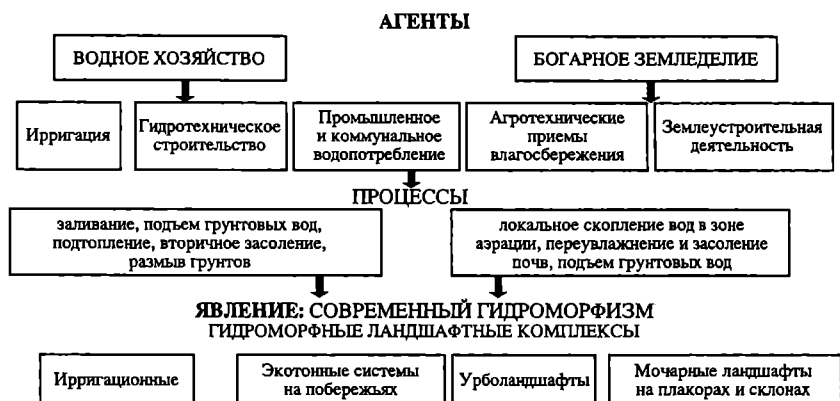 АГЕНТЫ
ВОДНОЕ ХОЗЯЙСТВО
БОГАРНОЕ ЗЕМЛЕДЕЛИЕ
Ирригация
Гидротехническое
строительство
Промышленное
и коммунальное
водопотребление
Агротехнические
приемы
влагосбережения
Землеустроительная
деятельность
ПРОЦЕССЫ
заливание, подъем грунтовых вод,
подтопление, вторичное засоление,
размыв грунтов
локальное скопление вод в зоне
аэрации, переувлажнение и засоление
почв, подъем грунтовых вод
ЯВЛЕНИЕ: СОВРЕМЕННЫЙ ГИДРОМОРФИЗМ
ГИДРОМОРФНЫЕ ЛАНДШАФТНЫЕ КОМПЛЕКСЫ
Ирригационные
Экотонные системы
на побережьях
Урболандшафты
Мочарные ландшафты
на плакорах и склонах